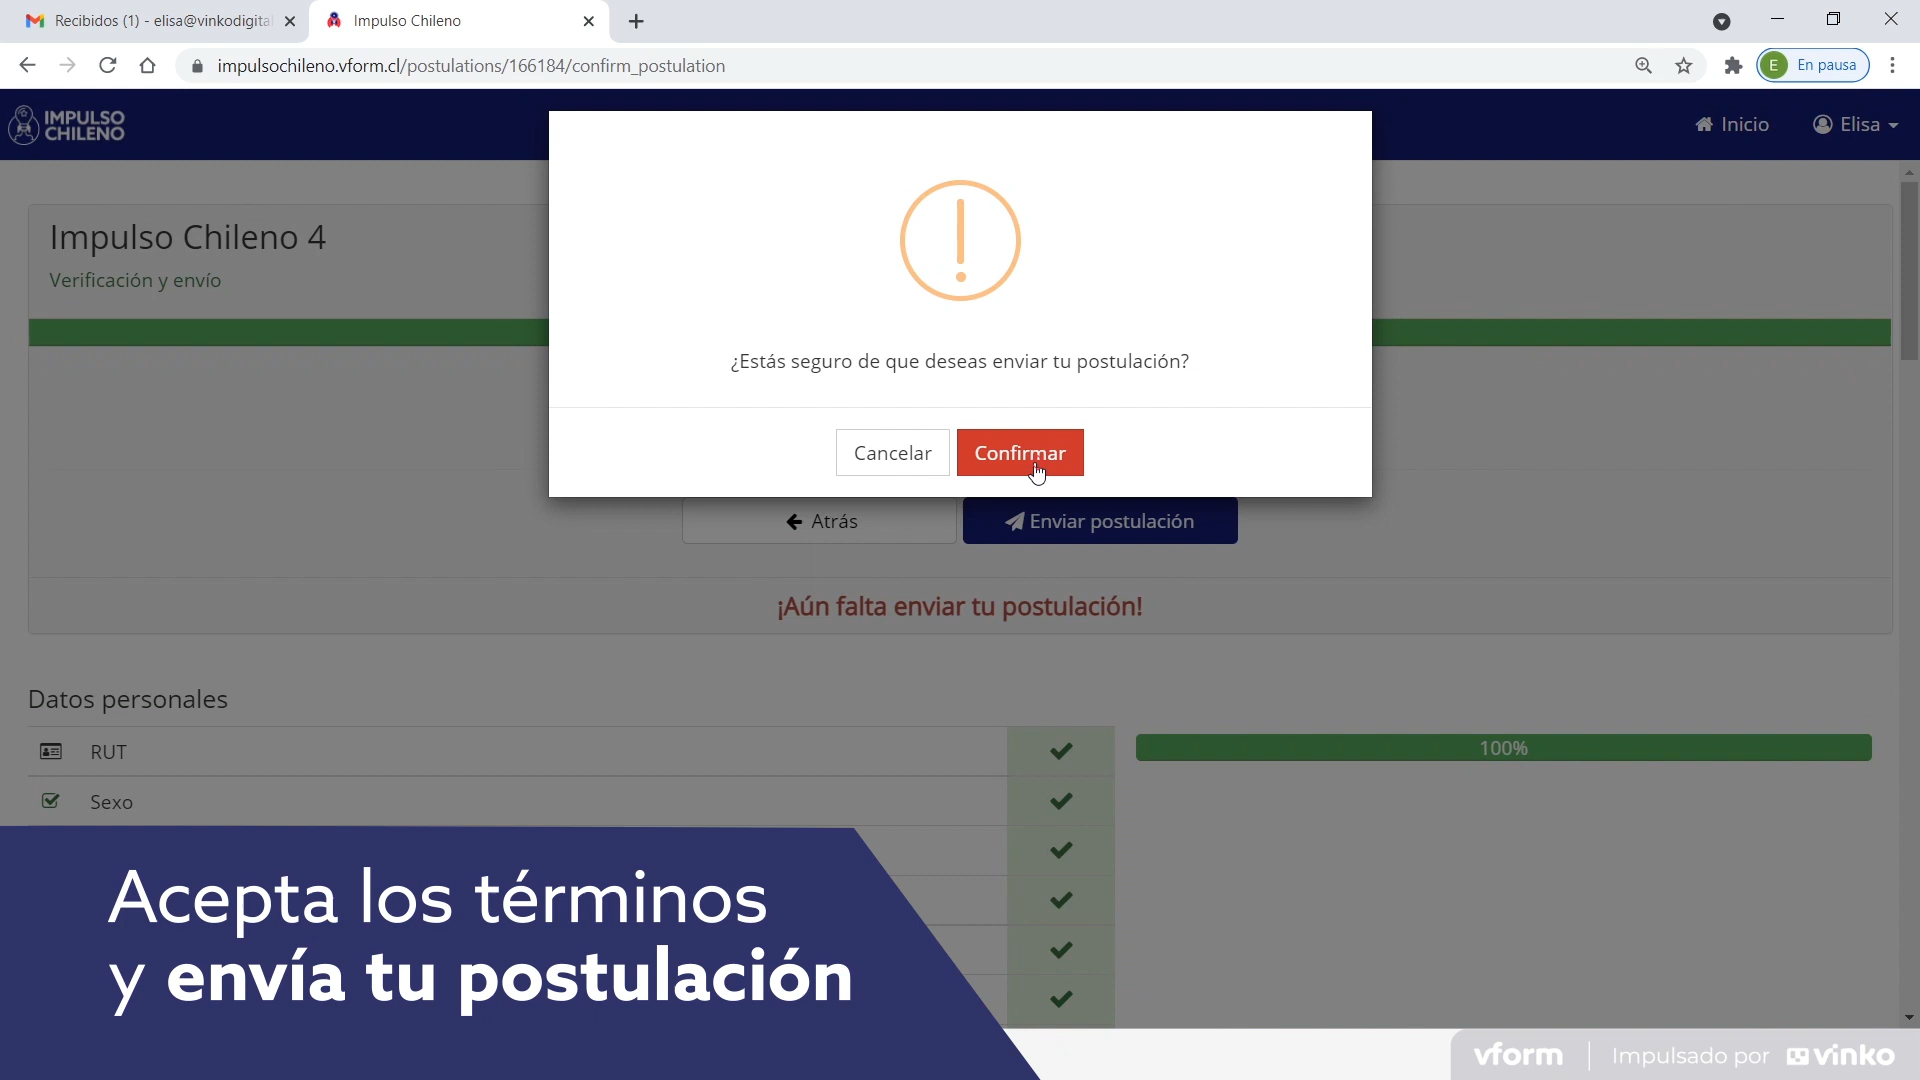 Recibidos (1) - elisa@vinkodigital
Impulso Chileno
impulsochileno.vform.cl/postulations/166184/confirm_postulation
E
En pausa
IMPULSO
CHILENO
Inicio
Elisa
Impulso Chileno 4
Verificación y envío
¿Estás seguro de que deseas enviar tu postulación?
Cancelar
Confirmar
Atrás
Enviar postulación
¡Aún falta enviar tu postulación!
Datos personales
RUT
100%
Sexo
Acepta los términos
y envía tu postulación
vform
Impulsado por
vinko